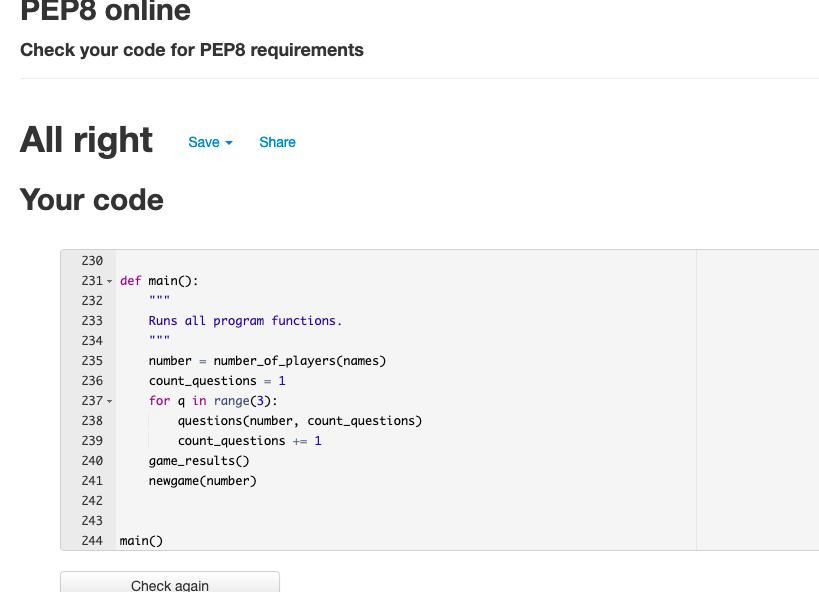 PEP8 online
Check your code for PEP8 requirements
All right Save Share
Your code
230
231 def main():
232     """
233     Runs all program functions.
234     """
235     number = number_of_players(names)
236     count_questions = 1
237     for q in range(3):
238         questions(number, count_questions)
239         count_questions += 1
240     game_results()
241     newgame(number)
242
243
244 main()
Check again